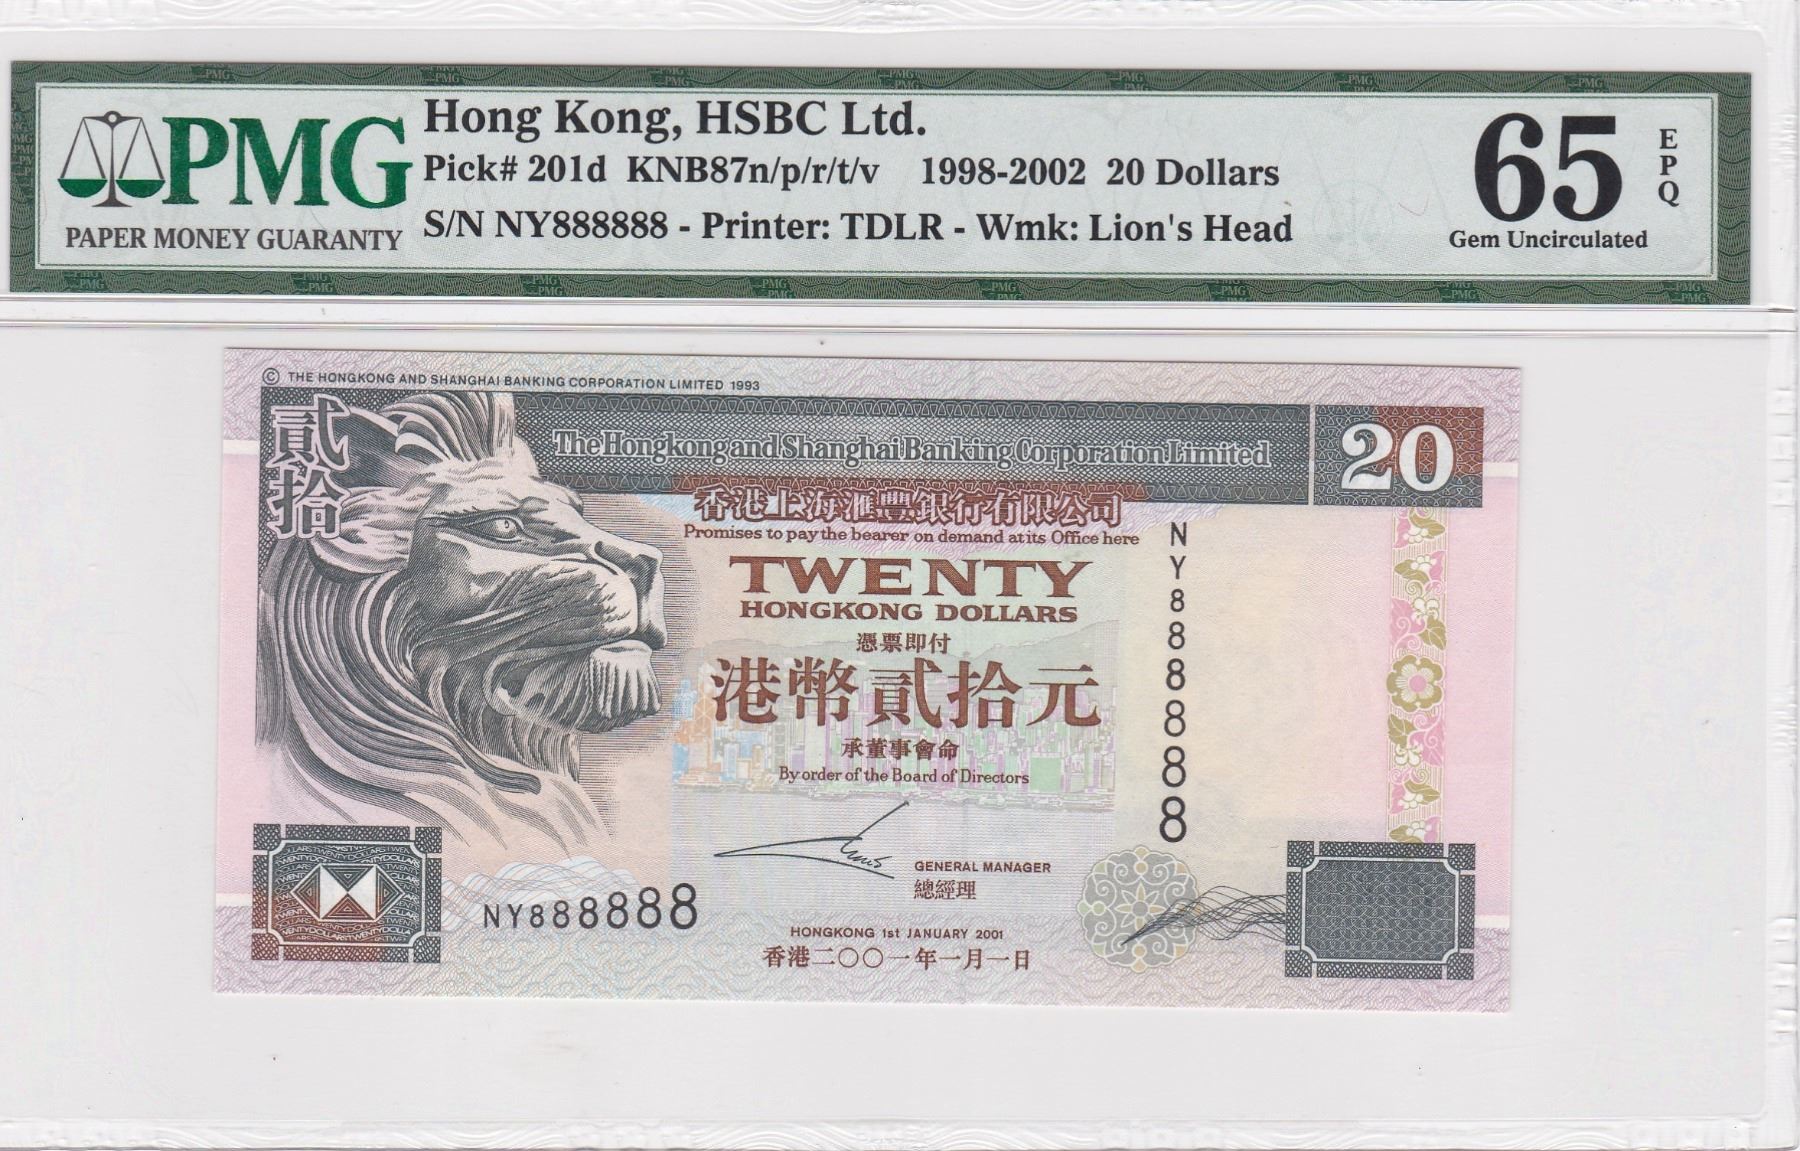 PMG
PAPER MONEY GUARANTY
Hong Kong, HSBC Ltd.
Pick# 201d KNB87n/p/r/t/v 1998-2002 20 Dollars
S/N NY888888 - Printer: TDLR - Wmk: Lion's Head
65
EPQ
Gem Uncirculated
© THE HONGKONG AND SHANGHAI BANKING CORPORATION LIMITED 1993
貳拾
The Hongkong and Shanghai Banking Corporation Limited
20
香港上海滙豐銀行有限公司
Promises to pay the bearer on demand at its Office here
TWENTY
HONGKONG DOLLARS
憑票即付
港幣貳拾元
承董事會命
By order of the Board of Directors
NY888888
GENERAL MANAGER
總經理
NY888888
HONGKONG 1st JANUARY 2001
香港二〇〇一年一月一日